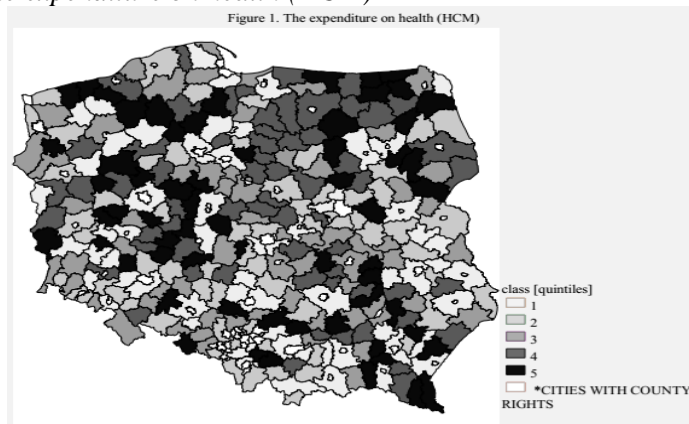 Figure 1. The expenditure on health (HCM)
class [quintiles]
1
2
3
4
5
*CITIES WITH COUNTY
RIGHTS